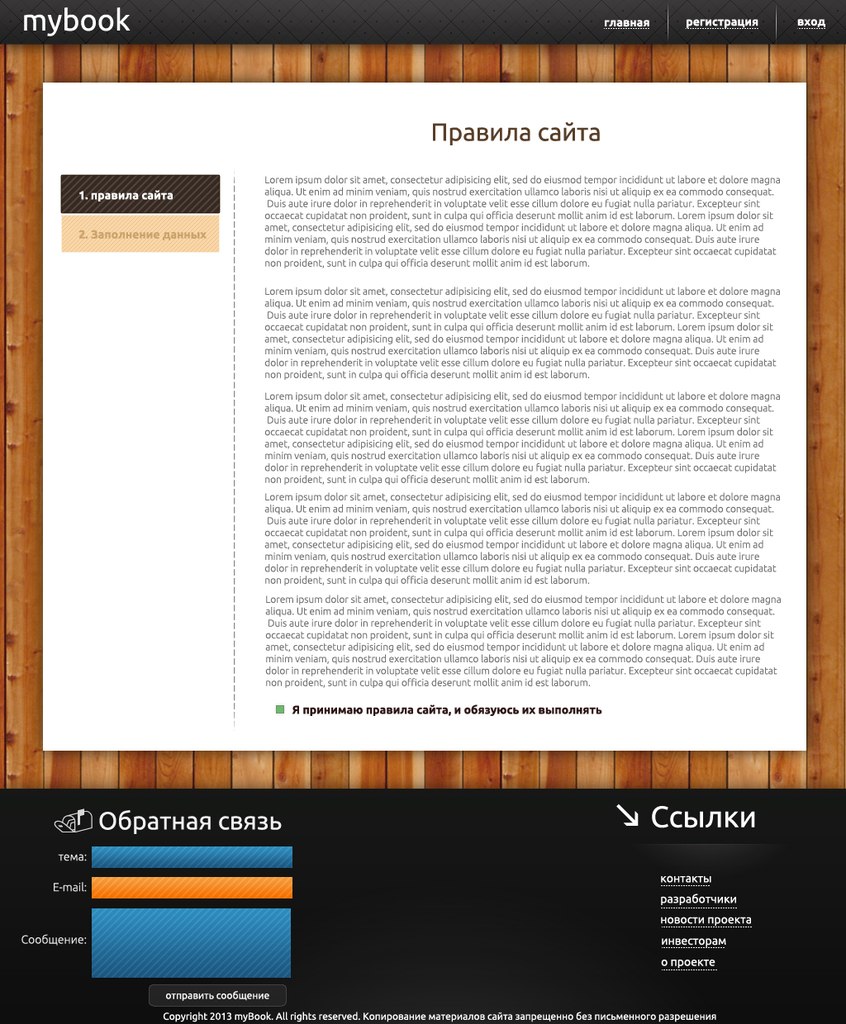 mybook
главная
регистрация
вход
Правила сайта
1. правила сайта
2. Заполнение данных
Lorem ipsum dolor sit amet, consectetur adipisicing elit, sed do eiusmod tempor incididunt ut labore et dolore magna
aliqua. Ut enim ad minim veniam, quis nostrud exercitation ullamco laboris nisi ut aliquip ex ea commodo consequat.
Duis aute irure dolor in reprehenderit in voluptate velit esse cillum dolore eu fugiat nulla pariatur. Excepteur sint
occaecat cupidatat non proident, sunt in culpa qui officia deserunt mollit anim id est laborum. Lorem ipsum dolor sit
amet, consectetur adipisicing elit, sed do eiusmod tempor incididunt ut labore et dolore magna aliqua. Ut enim ad
minim veniam, quis nostrud exercitation ullamco laboris nisi ut aliquip ex ea commodo consequat. Duis aute irure
dolor in reprehenderit in voluptate velit esse cillum dolore eu fugiat nulla pariatur. Excepteur sint occaecat cupidatat
non proident, sunt in culpa qui officia deserunt mollit anim id est laborum.
Lorem ipsum dolor sit amet, consectetur adipisicing elit, sed do eiusmod tempor incididunt ut labore et dolore magna
aliqua. Ut enim ad minim veniam, quis nostrud exercitation ullamco laboris nisi ut aliquip ex ea commodo consequat.
Duis aute irure dolor in reprehenderit in voluptate velit esse cillum dolore eu fugiat nulla pariatur. Excepteur sint
occaecat cupidatat non proident, sunt in culpa qui officia deserunt mollit anim id est laborum. Lorem ipsum dolor sit
amet, consectetur adipisicing elit, sed do eiusmod tempor incididunt ut labore et dolore magna aliqua. Ut enim ad
minim veniam, quis nostrud exercitation ullamco laboris nisi ut aliquip ex ea commodo consequat. Duis aute irure
dolor in reprehenderit in voluptate velit esse cillum dolore eu fugiat nulla pariatur. Excepteur sint occaecat cupidatat
non proident, sunt in culpa qui officia deserunt mollit anim id est laborum.
Lorem ipsum dolor sit amet, consectetur adipisicing elit, sed do eiusmod tempor incididunt ut labore et dolore magna
aliqua. Ut enim ad minim veniam, quis nostrud exercitation ullamco laboris nisi ut aliquip ex ea commodo consequat.
Duis aute irure dolor in reprehenderit in voluptate velit esse cillum dolore eu fugiat nulla pariatur. Excepteur sint
occaecat cupidatat non proident, sunt in culpa qui officia deserunt mollit anim id est laborum. Lorem ipsum dolor sit
amet, consectetur adipisicing elit, sed do eiusmod tempor incididunt ut labore et dolore magna aliqua. Ut enim ad
minim veniam, quis nostrud exercitation ullamco laboris nisi ut aliquip ex ea commodo consequat. Duis aute irure
dolor in reprehenderit in voluptate velit esse cillum dolore eu fugiat nulla pariatur. Excepteur sint occaecat cupidatat
non proident, sunt in culpa qui officia deserunt mollit anim id est laborum.
Lorem ipsum dolor sit amet, consectetur adipisicing elit, sed do eiusmod tempor incididunt ut labore et dolore magna
aliqua. Ut enim ad minim veniam, quis nostrud exercitation ullamco laboris nisi ut aliquip ex ea commodo consequat.
Duis aute irure dolor in reprehenderit in voluptate velit esse cillum dolore eu fugiat nulla pariatur. Excepteur sint
occaecat cupidatat non proident, sunt in culpa qui officia deserunt mollit anim id est laborum. Lorem ipsum dolor sit
amet, consectetur adipisicing elit, sed do eiusmod tempor incididunt ut labore et dolore magna aliqua. Ut enim ad
minim veniam, quis nostrud exercitation ullamco laboris nisi ut aliquip ex ea commodo consequat. Duis aute irure
dolor in reprehenderit in voluptate velit esse cillum dolore eu fugiat nulla pariatur. Excepteur sint occaecat cupidatat
non proident, sunt in culpa qui officia deserunt mollit anim id est laborum.
Lorem ipsum dolor sit amet, consectetur adipisicing elit, sed do eiusmod tempor incididunt ut labore et dolore magna
aliqua. Ut enim ad minim veniam, quis nostrud exercitation ullamco laboris nisi ut aliquip ex ea commodo consequat.
Duis aute irure dolor in reprehenderit in voluptate velit esse cillum dolore eu fugiat nulla pariatur. Excepteur sint
occaecat cupidatat non proident, sunt in culpa qui officia deserunt mollit anim id est laborum. Lorem ipsum dolor sit
amet, consectetur adipisicing elit, sed do eiusmod tempor incididunt ut labore et dolore magna aliqua. Ut enim ad
minim veniam, quis nostrud exercitation ullamco laboris nisi ut aliquip ex ea commodo consequat. Duis aute irure
dolor in reprehenderit in voluptate velit esse cillum dolore eu fugiat nulla pariatur. Excepteur sint occaecat cupidatat
non proident, sunt in culpa qui officia deserunt mollit anim id est laborum.
Я принимаю правила сайта, и обязуюсь их выполнять
Обратная связь
тема:
E-mail:
Сообщение:
отправить сообщение
Ссылки
контакты
разработчики
новости проекта
инвесторам
о проекте
Copyright 2013 myBook. All rights reserved. Копирование материалов сайта запрещенно без письменного разрешения